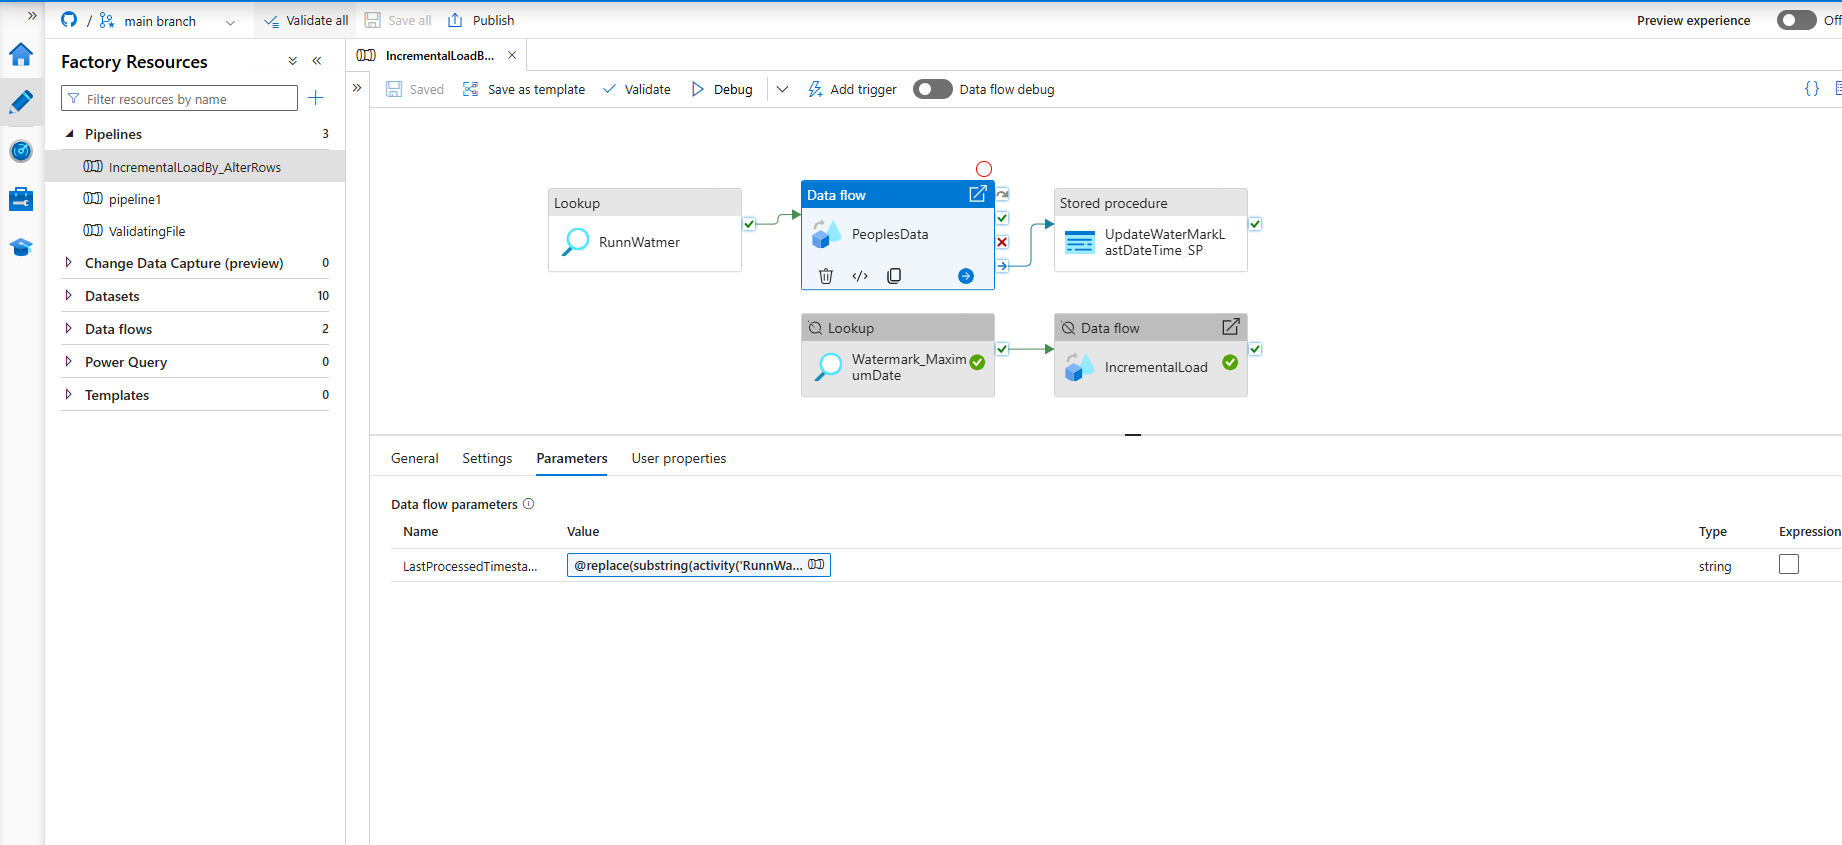 / main branch
Validate all
Save all
Publish
Preview experience
Off
Factory Resources
Filter resources by name
Pipelines 3
IncrementalLoadBy_AlterRows
pipeline1
ValidatingFile
Change Data Capture (preview) 0
Datasets 10
Data flows 2
Power Query 0
Templates 0
IncrementalLoadB...
Saved
Save as template
Validate
Debug
Add trigger
Data flow debug
{}
Lookup
RunnWatmer
Data flow
PeoplesData
</>
Stored procedure
UpdateWaterMarkL
astDateTime_SP
Lookup
Watermark_Maxim
umDate
Data flow
IncrementalLoad
General
Settings
Parameters
User properties
Data flow parameters
Name Value Type Expression
LastProcessedTimesta... @replace(substring(activity('RunnWa... string